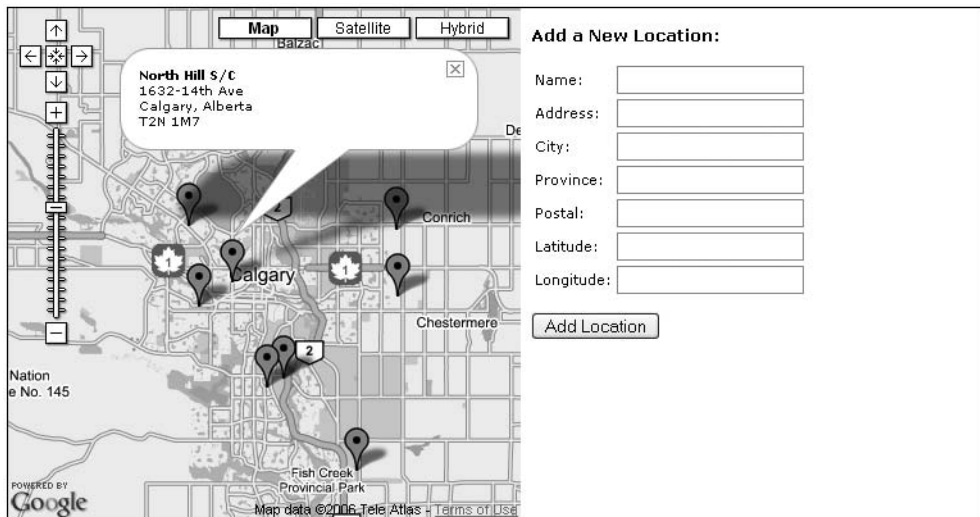 Map
Satellite
Hybrid
Balzac
North Hill S/C
1632-14th Ave
Calgary, Alberta
T2N 1M7
De
2
Conrich
1
Calgary
1
Chestermere
2
Nation
e No. 145
Fish Creek
Provincial Park
POWERED BY
Google
Map data ©2006 Tele Atlas - Terms of Use
Add a New Location:
Name:
Address:
City:
Province:
Postal:
Latitude:
Longitude:
Add Location